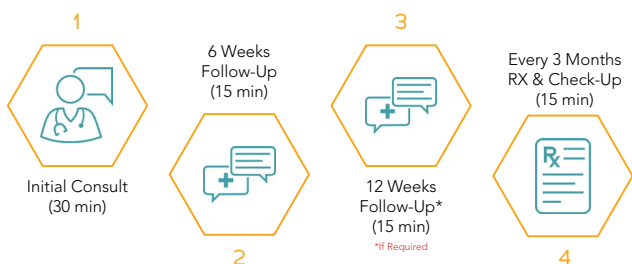 1
Initial Consult
(30 min)
6 Weeks
Follow-Up
(15 min)
2
3
12 Weeks
Follow-Up*
(15 min)
*If Required
Every 3 Months
RX & Check-Up
(15 min)
Rx
4